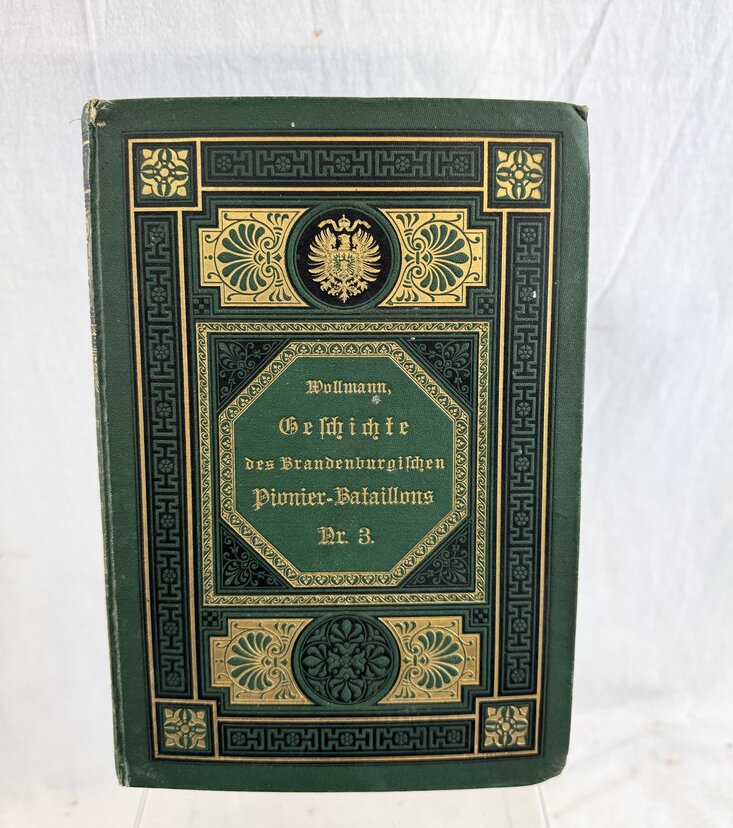 Wollmann,
Geſchichte
des Brandenburgiſchen
Pionier-Bataillons
Nr. 3.